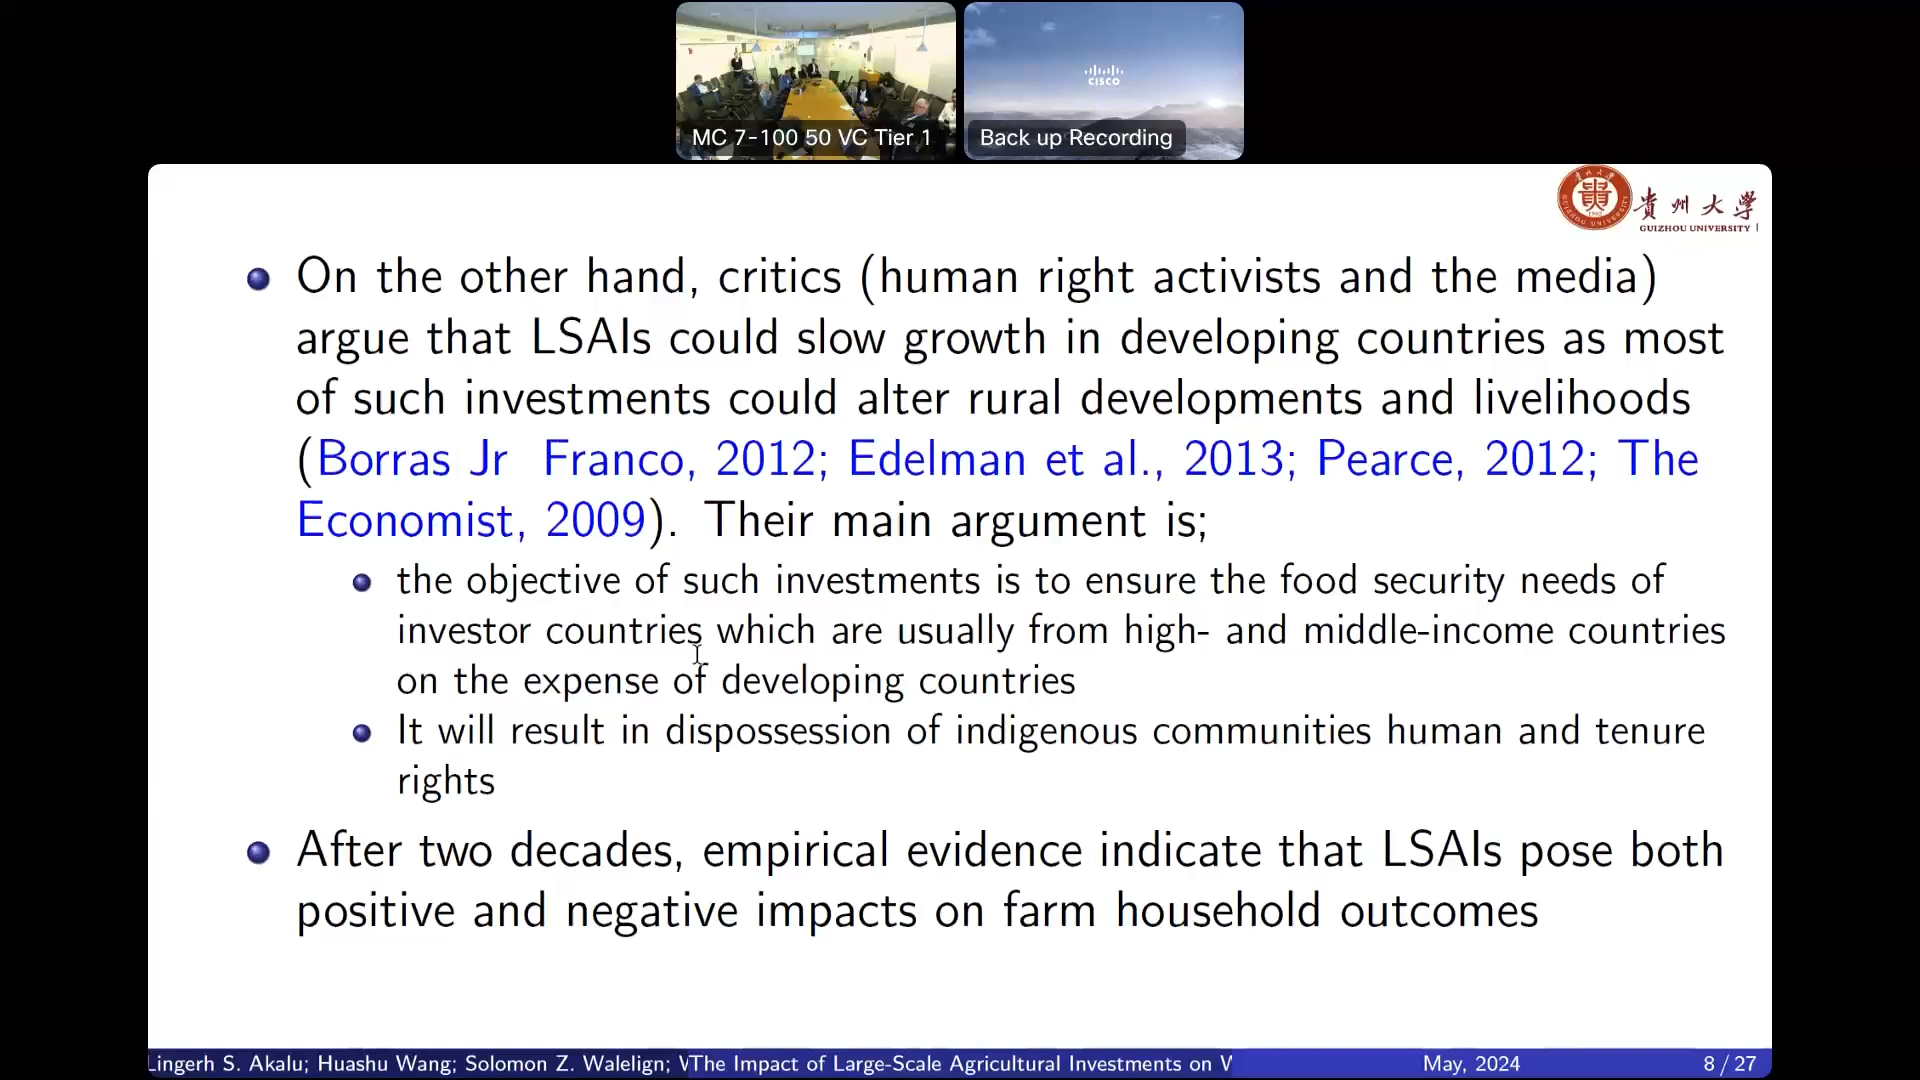 CISCO
MC 7-100 50 VC Tier 1
Back up Recording
貴州大学
GUIZHOU UNIVERSITY
On the other hand, critics (human right activists and the media)
argue that LSAIs could slow growth in developing countries as most
of such investments could alter rural developments and livelihoods
(Borras Jr Franco, 2012; Edelman et al., 2013; Pearce, 2012; The
Economist, 2009). Their main argument is;
the objective of such investments is to ensure the food security needs of
investor countries which are usually from high- and middle-income countries
on the expense of developing countries
It will result in dispossession of indigenous communities human and tenure
rights
After two decades, empirical evidence indicate that LSAIs pose both
positive and negative impacts on farm household outcomes
Lingerh S. Akalu; Huashu Wang; Solomon Z. Walelign; The Impact of Large-Scale Agricultural Investments on May, 2024 8 / 27